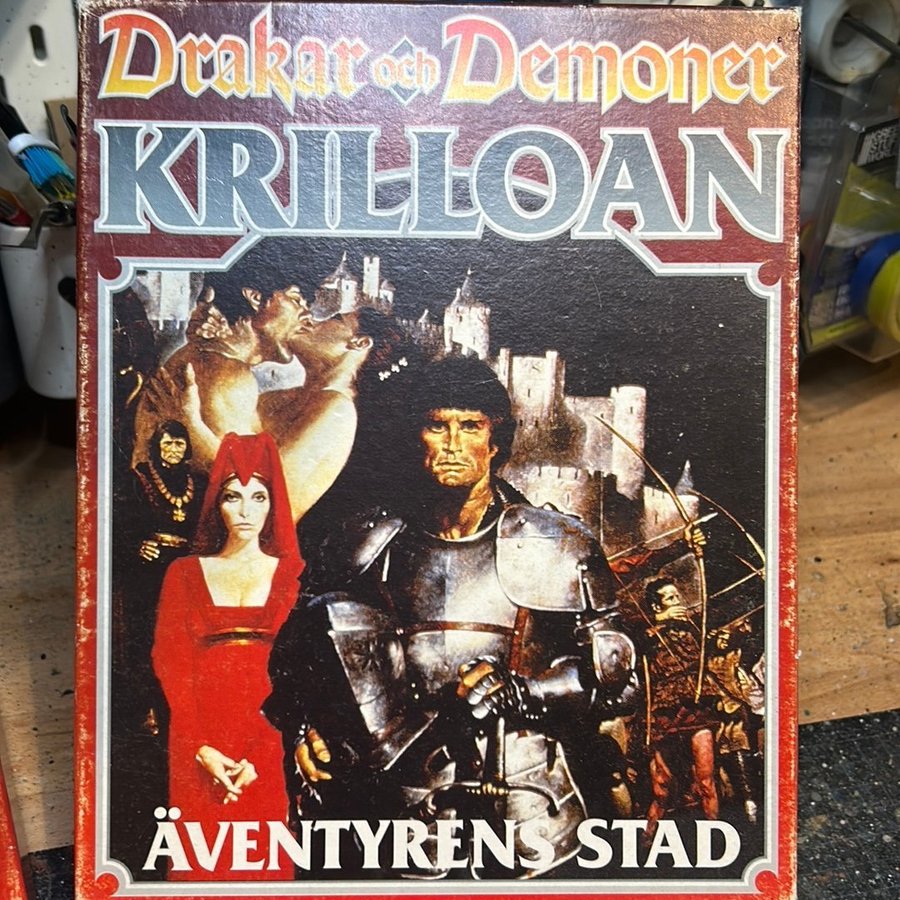 Drakar och Demoner
KRILLOAN
ÄVENTYRENS STAD